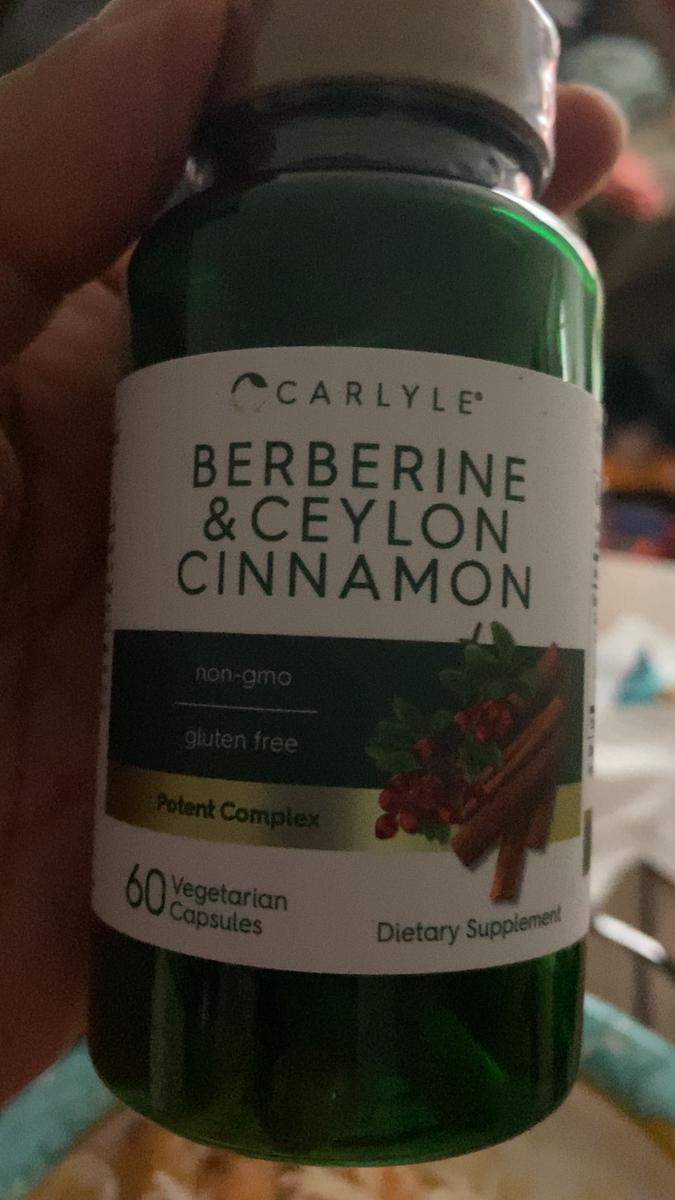 CARLYLE®
BERBERINE
& CEYLON
CINNAMON
non-gmo
gluten free
Potent Complex
60 Vegetarian
Capsules
Dietary Supplement